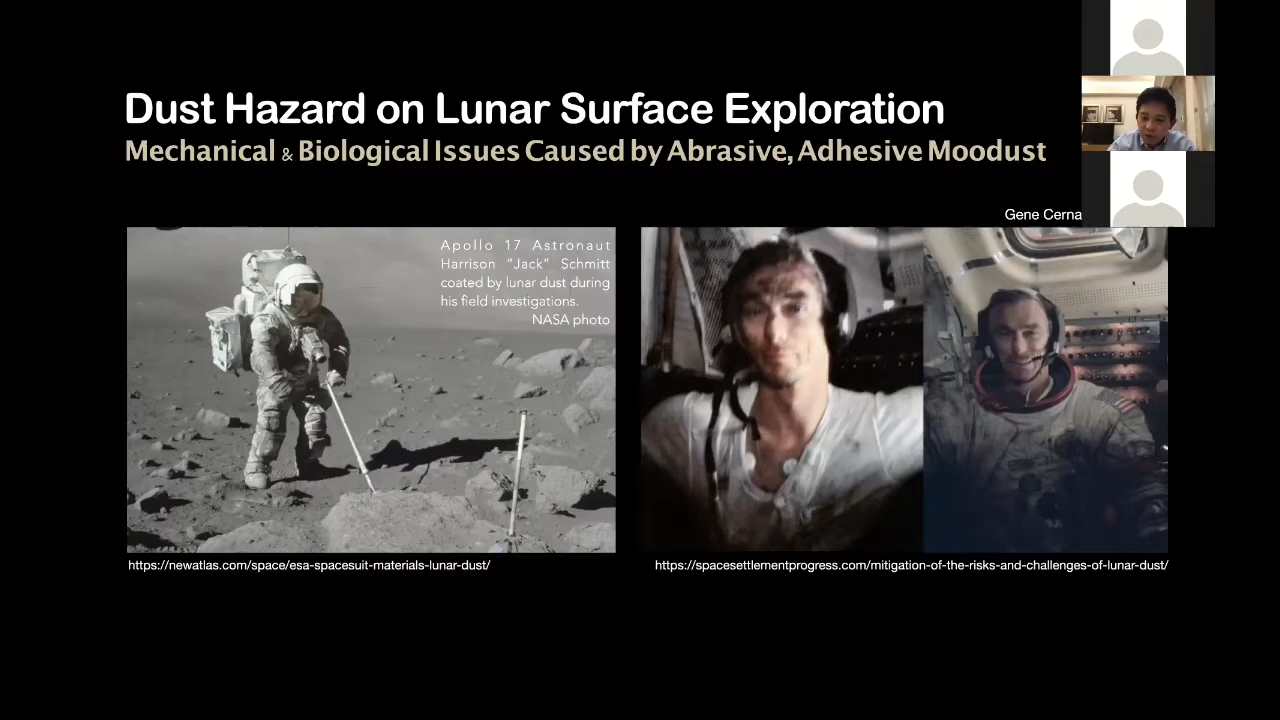 Dust Hazard on Lunar Surface Exploration
Mechanical & Biological Issues Caused by Abrasive, Adhesive Moodust
Gene Cerna
Apollo 17 Astronaut
Harrison “Jack” Schmitt
coated by lunar dust during
his field investigations.
NASA photo
https://newatlas.com/space/esa-spacesuit-materials-lunar-dust/
https://spacesettlementprogress.com/mitigation-of-the-risks-and-challenges-of-lunar-dust/